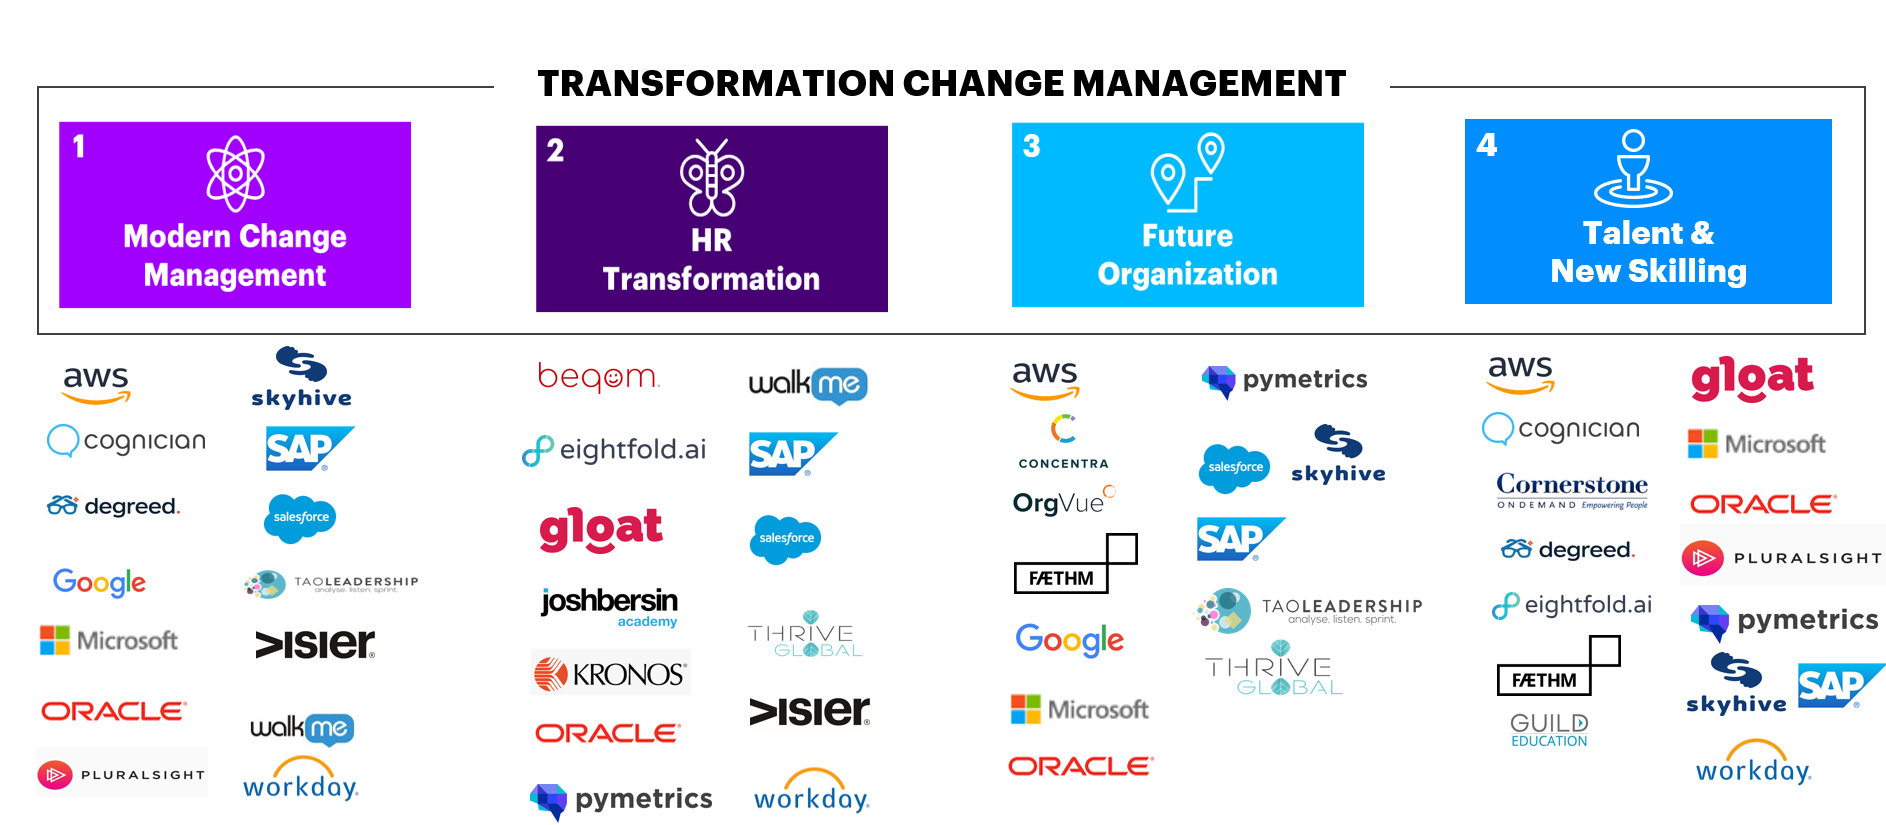 TRANSFORMATION CHANGE MANAGEMENT
1
Modern Change
Management
2
HR
Transformation
3
Future
Organization
4
Talent &
New Skilling
aws
cognician
degreed.
Google
Microsoft
ORACLE®
PLURALSIGHT
skyhive
SAP®
salesforce
TAOLEADERSHIP
analyse. listen. sprint.
>ISIER®
walkme
workday®
beqom.
eightfold.ai
gloat
joshbersin
academy
KRONOS®
ORACLE®
pymetrics
walkme
SAP®
salesforce
THRIVE
GLOBAL
>ISIER®
workday®
aws
CONCENTRA
OrgVue
FÆTHM
Google
Microsoft
ORACLE®
pymetrics
salesforce
skyhive
SAP®
TAOLEADERSHIP
analyse. listen. sprint.
THRIVE
GLOBAL
aws
cognician
Cornerstone
ONDEMAND Empowering People
degreed.
eightfold.ai
FÆTHM
GUILD
EDUCATION
gloat
Microsoft
ORACLE®
PLURALSIGHT
pymetrics
skyhive
SAP®
workday®